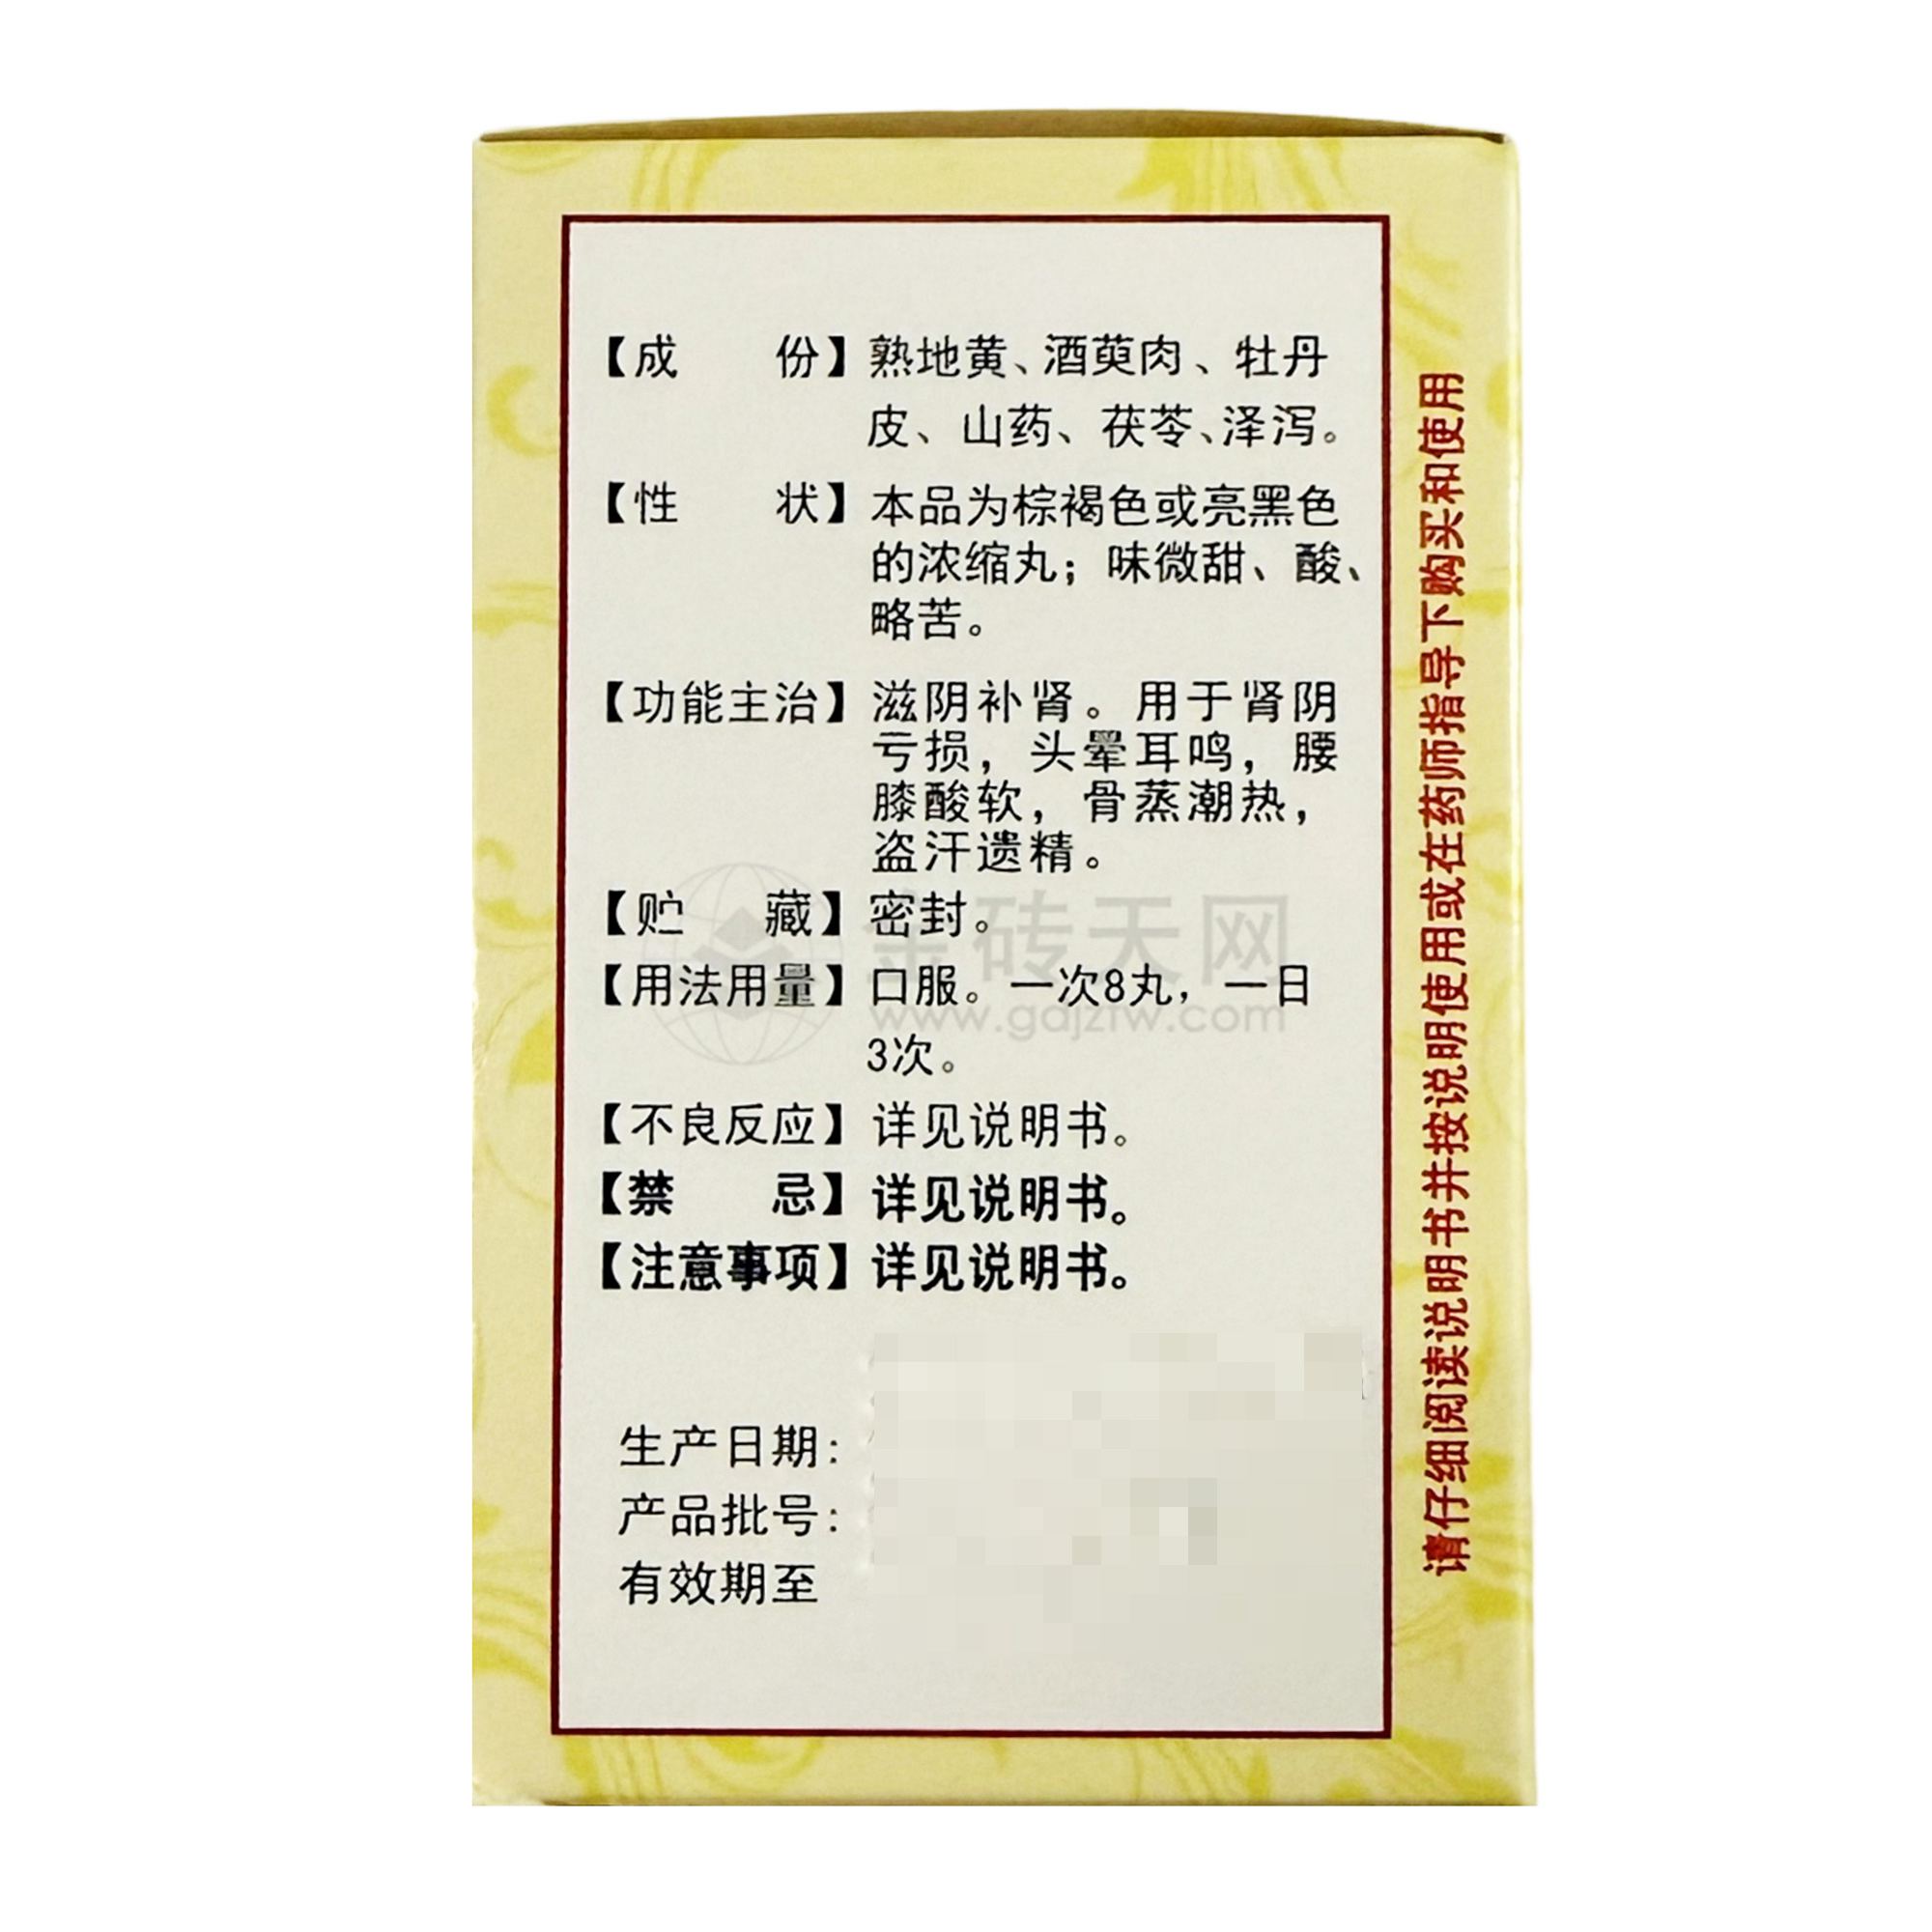 【成　　份】熟地黄、酒萸肉、牡丹
皮、山药、茯苓、泽泻。
【性　　状】本品为棕褐色或亮黑色
的浓缩丸；味微甜、酸、
略苦。
【功能主治】滋阴补肾。用于肾阴
亏损，头晕耳鸣，腰
膝酸软，骨蒸潮热，
盗汗遗精。
【贮　　藏】密封。
【用法用量】口服。一次8丸，一日
3次。
【不良反应】详见说明书。
【禁　　忌】详见说明书。
【注意事项】详见说明书。
生产日期：
产品批号：
有效期至
请仔细阅读说明书并按说明使用或在药师指导下购买和使用
金砖天网
www.gdjztw.com